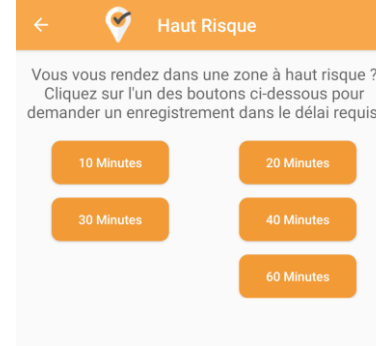 Haut Risque
Vous vous rendez dans une zone à haut risque ?
Cliquez sur l'un des boutons ci-dessous pour
demander un enregistrement dans le délai requis
10 Minutes
20 Minutes
30 Minutes
40 Minutes
60 Minutes